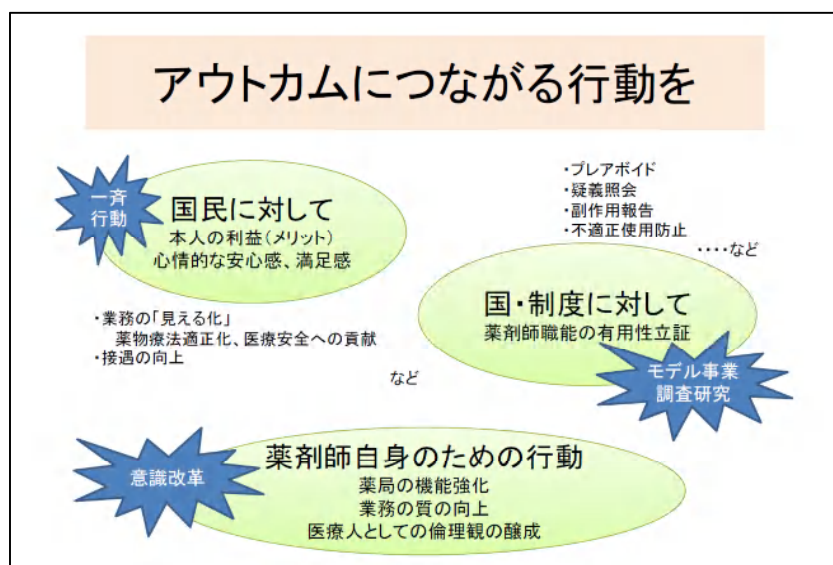 アウトカムにつながる行動を
一斉
行動
国民に対して
本人の利益(メリット)
心情的な安心感、満足感
・業務の「見える化」
薬物療法適正化、医療安全への貢献
・接遇の向上
など
・プレアボイド
・疑義照会
・副作用報告
・不適正使用防止
・・・・など
国・制度に対して
薬剤師職能の有用性立証
モデル事業
調査研究
意識改革
薬剤師自身のための行動
薬局の機能強化
業務の質の向上
医療人としての倫理観の醸成